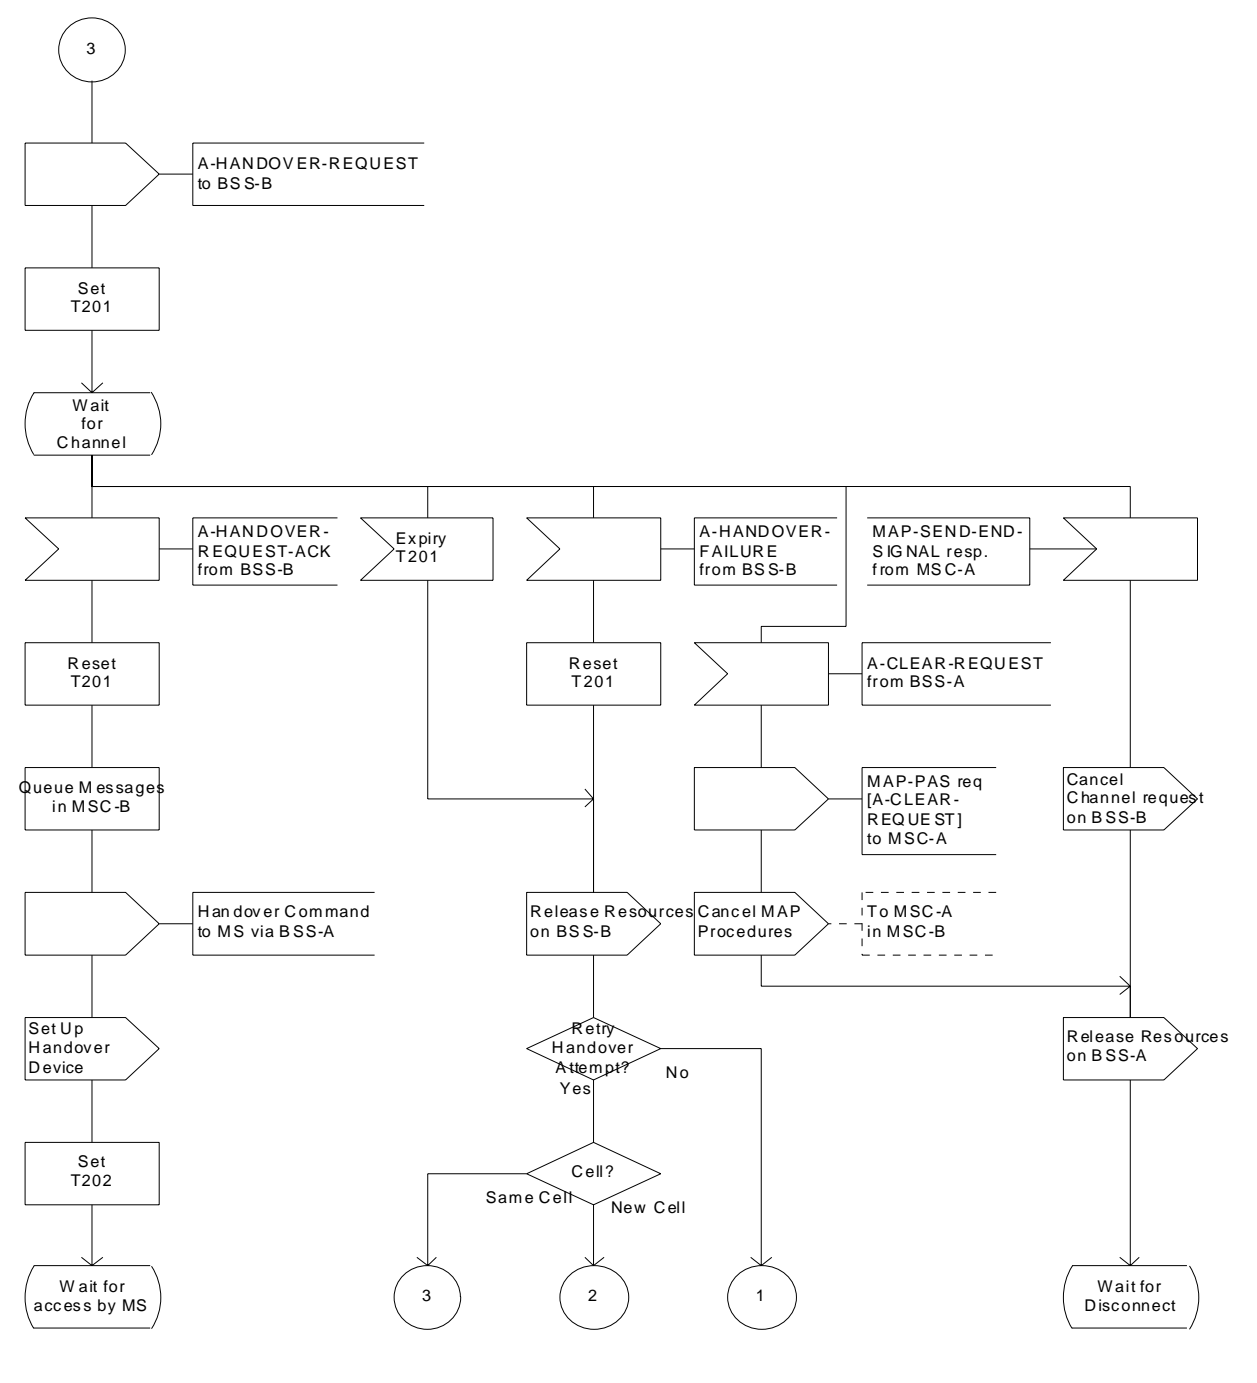 3
A-HANDOVER-REQUEST
to BSS-B
Set
T201
Wait
for
Channel
A-HANDOVER-
REQUEST-ACK
from BSS-B
Expiry
T201
A-HANDOVER-
FAILURE
from BSS-B
MAP-SEND-END-
SIGNAL resp.
from MSC-A
Reset
T201
Reset
T201
A-CLEAR-REQUEST
from BSS-A
Queue Messages
in MSC-B
MAP-PAS req
[A-CLEAR-
REQUEST]
to MSC-A
Cancel
Channel request
on BSS-B
Handover Command
to MS via BSS-A
Release Resources
on BSS-B
Cancel MAP
Procedures
To MSC-A
in MSC-B
Set Up
Handover
Device
Retry
Handover
Attempt?
Yes
No
Release Resources
on BSS-A
Set
T202
Cell?
Same Cell
New Cell
Wait for
access by MS
3
2
1
Wait for
Disconnect